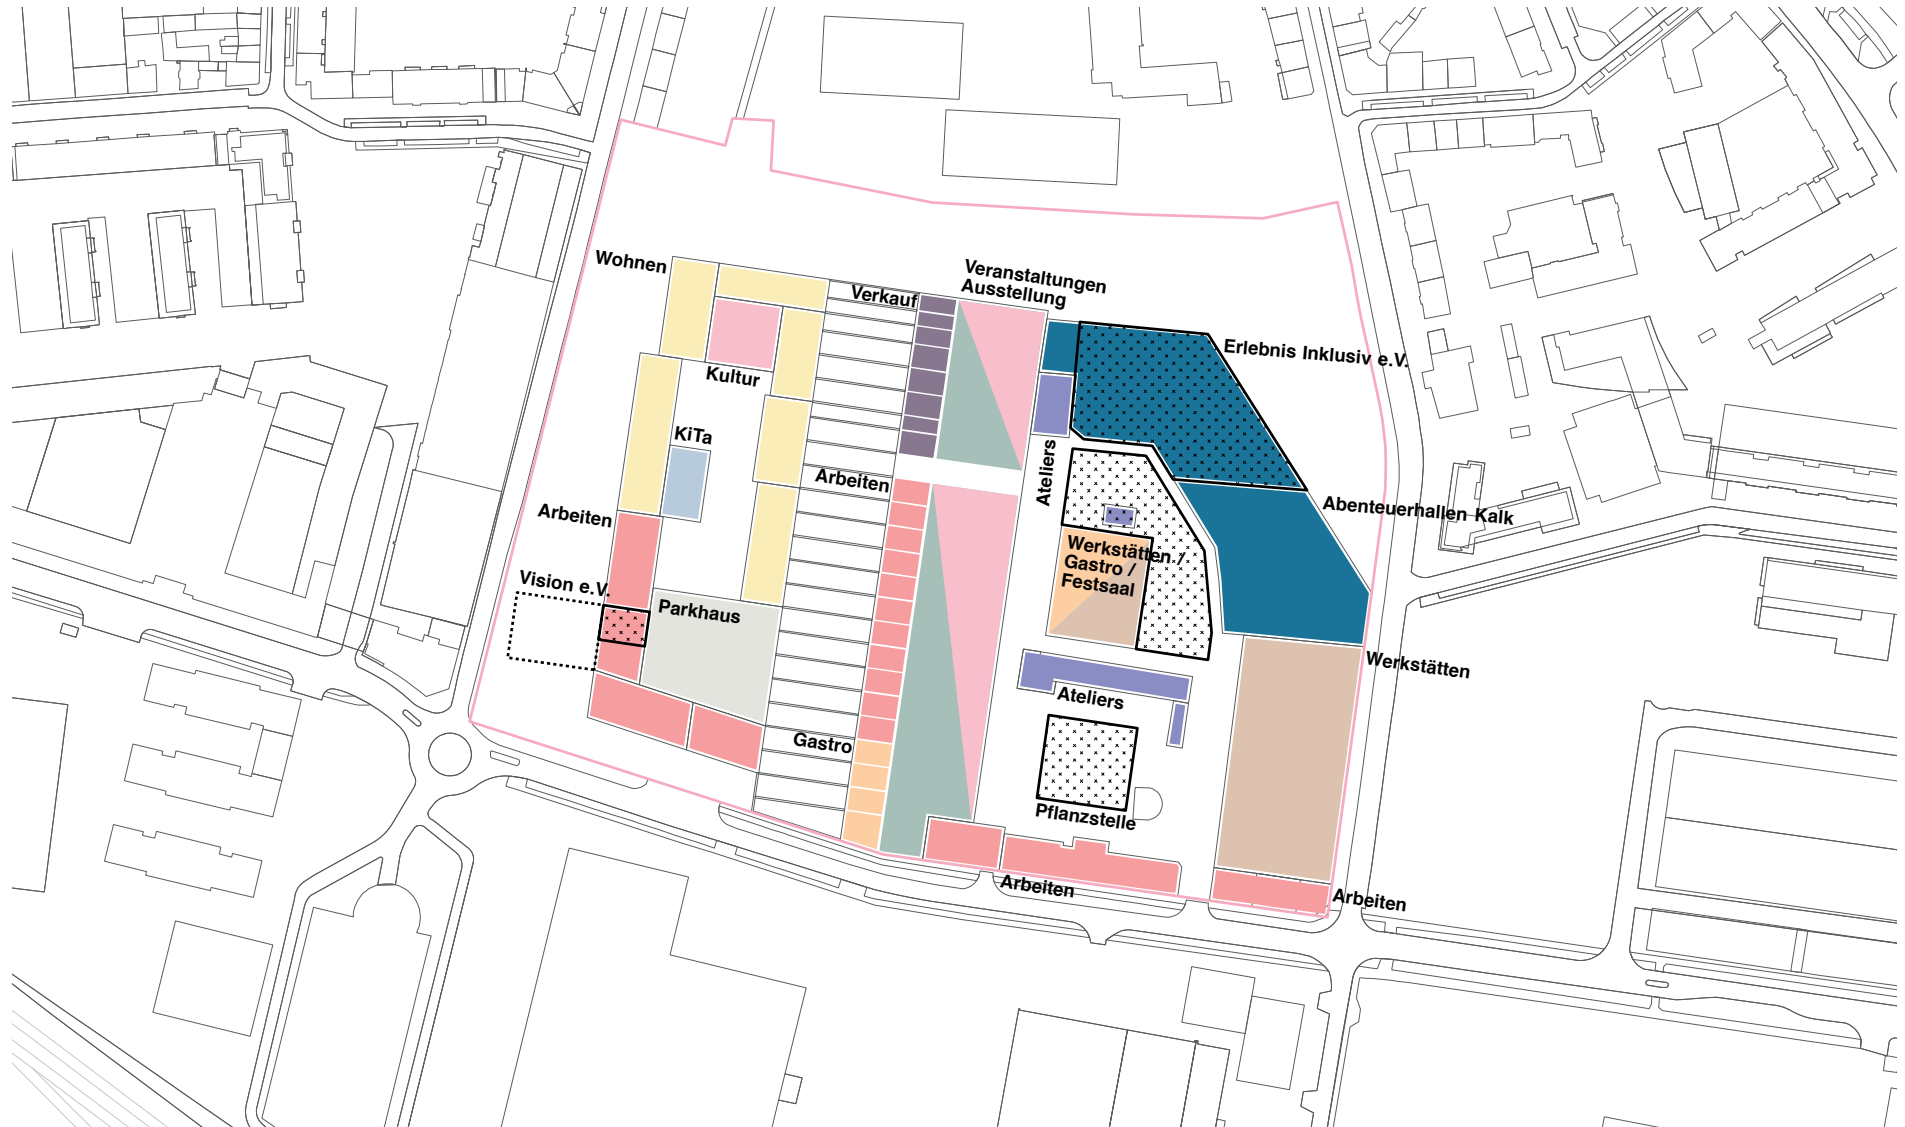 Wohnen
Verkauf
Veranstaltungen
Ausstellung
Erlebnis Inklusiv e.V.
Kultur
KiTa
Ateliers
Arbeiten
Arbeiten
Abenteuerhallen Kalk
Werkstätten /
Gastro /
Festsaal
Vision e.V.
Parkhaus
Werkstätten
Ateliers
Gastro
Pflanzstelle
Arbeiten
Arbeiten